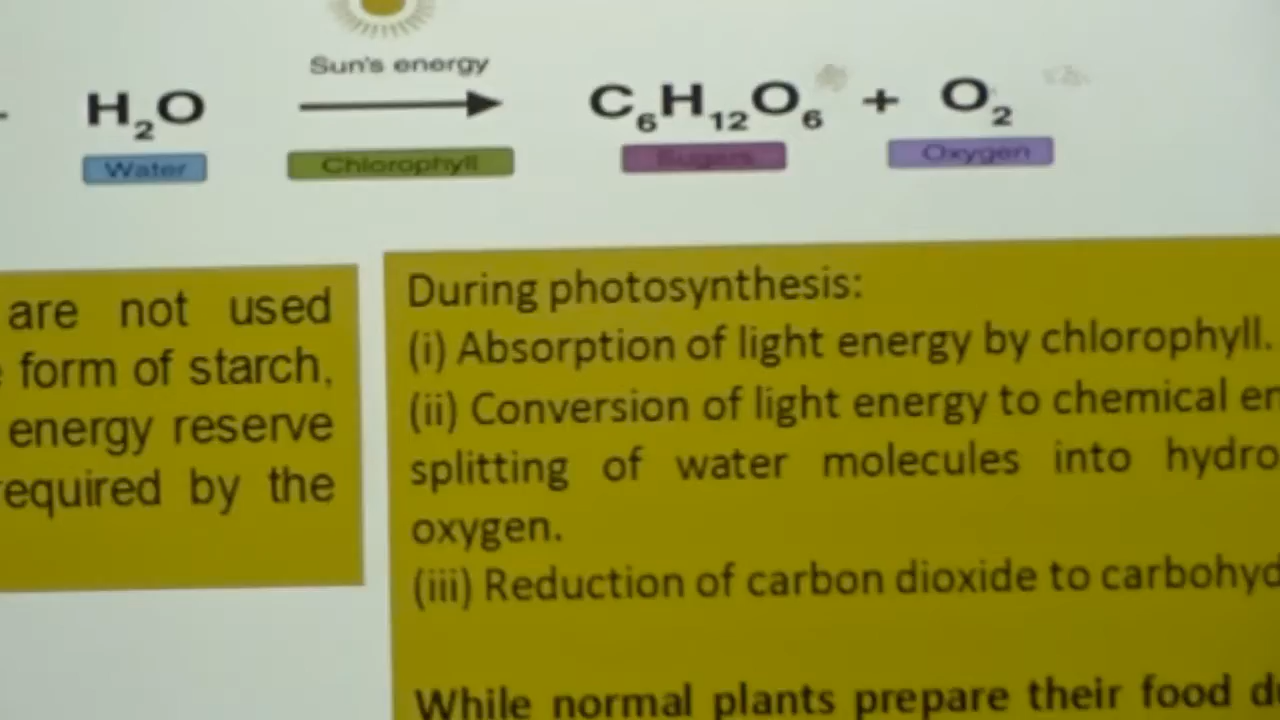 Sun's energy
H₂O → C₆H₁₂O₆ + O₂
Water Chlorophyll Sugars Oxygen
are not used
form of starch,
energy reserve
required by the
During photosynthesis:
(i) Absorption of light energy by chlorophyll.
(ii) Conversion of light energy to chemical en
splitting of water molecules into hydro
oxygen.
(iii) Reduction of carbon dioxide to carbohyd
While normal plants prepare their food d